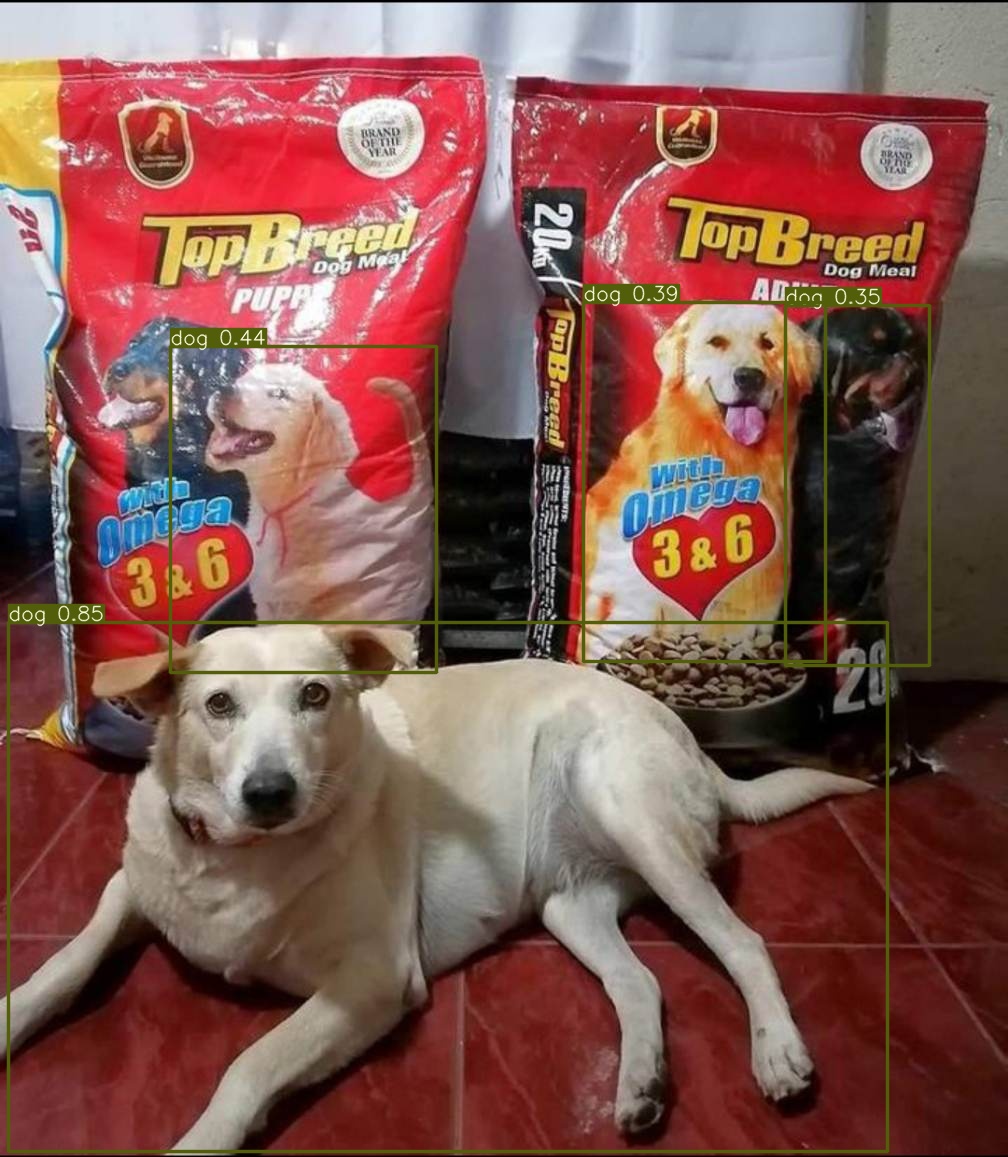 BRAND
OF THE
YEAR
TopBreed
Dog Meal
PUPP
With
Omega
3 & 6
BRAND
OF THE
YEAR
20kg
TopBreed
Dog Meal
TopBreed
With
Omega
3 & 6
20
dog 0.44
dog 0.39
dog 0.35
dog 0.85